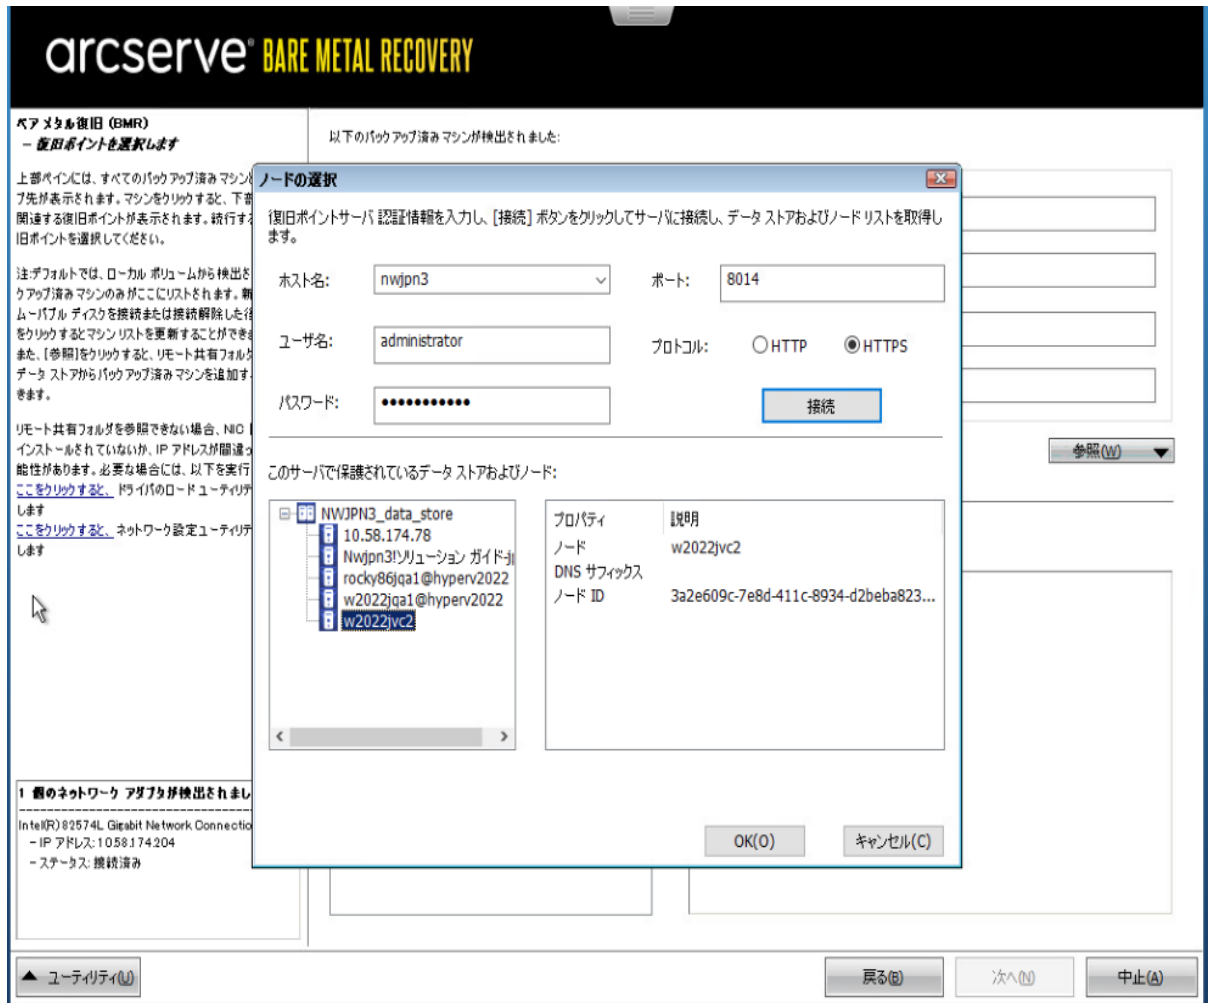 arcserve® BARE METAL RECOVERY
ベア メタル復旧 (BMR)
- 復旧ポイントを選択します
上部ペインには、すべてのバックアップ済みマシンと
プ先が表示されます。マシンをクリックすると、下部
関連する復旧ポイントが表示されます。続行する
旧ポイントを選択してください。
注:デフォルトでは、ローカル ボリュームから検出さ
クアップ済みマシンのみがここにリストされます。新
ムーバブル ディスクを接続または接続解除した後
をクリックするとマシン リストを更新することができま
また、[参照]をクリックすると、リモート共有フォルダ
データ ストアからバックアップ済みマシンを追加す
きます。
リモート共有フォルダを参照できない場合、NIC
インストールされていないか、IP アドレスが間違っ
能性があります。必要な場合には、以下を実行
ここをクリックすると、ドライバのロード ユーティリテ
します
ここをクリックすると、ネットワーク設定ユーティリテ
します
1 個のネットワーク アダプタが検出されまし
Intel(R) 82574L Gigabit Network Connectio
- IP アドレス: 10.58.174.204
- ステータス: 接続済み
以下のバックアップ済みマシンが検出されました:
参照(W)
ノードの選択
復旧ポイントサーバ 認証情報を入力し、[接続] ボタンをクリックしてサーバに接続し、データ ストアおよびノード リストを取得し
ます。
ホスト名: nwjpn3 ポート: 8014
ユーザ名: administrator プロトコル: HTTP HTTPS
パスワード: ●●●●●●●●●●● 接続
このサーバで保護されているデータ ストアおよびノード:
NWJPN3_data_store
10.58.174.78
Nwjpn3!ソリューション ガイド-j
rocky86jqa1@hyperv2022
w2022jqa1@hyperv2022
w2022jvc2
プロパティ 説明
ノード w2022jvc2
DNS サフィックス
ノード ID 3a2e609c-7e8d-411c-8934-d2beba823...
OK(O) キャンセル(C)
ユーティリティ(U) 戻る(B) 次へ(N) 中止(A)